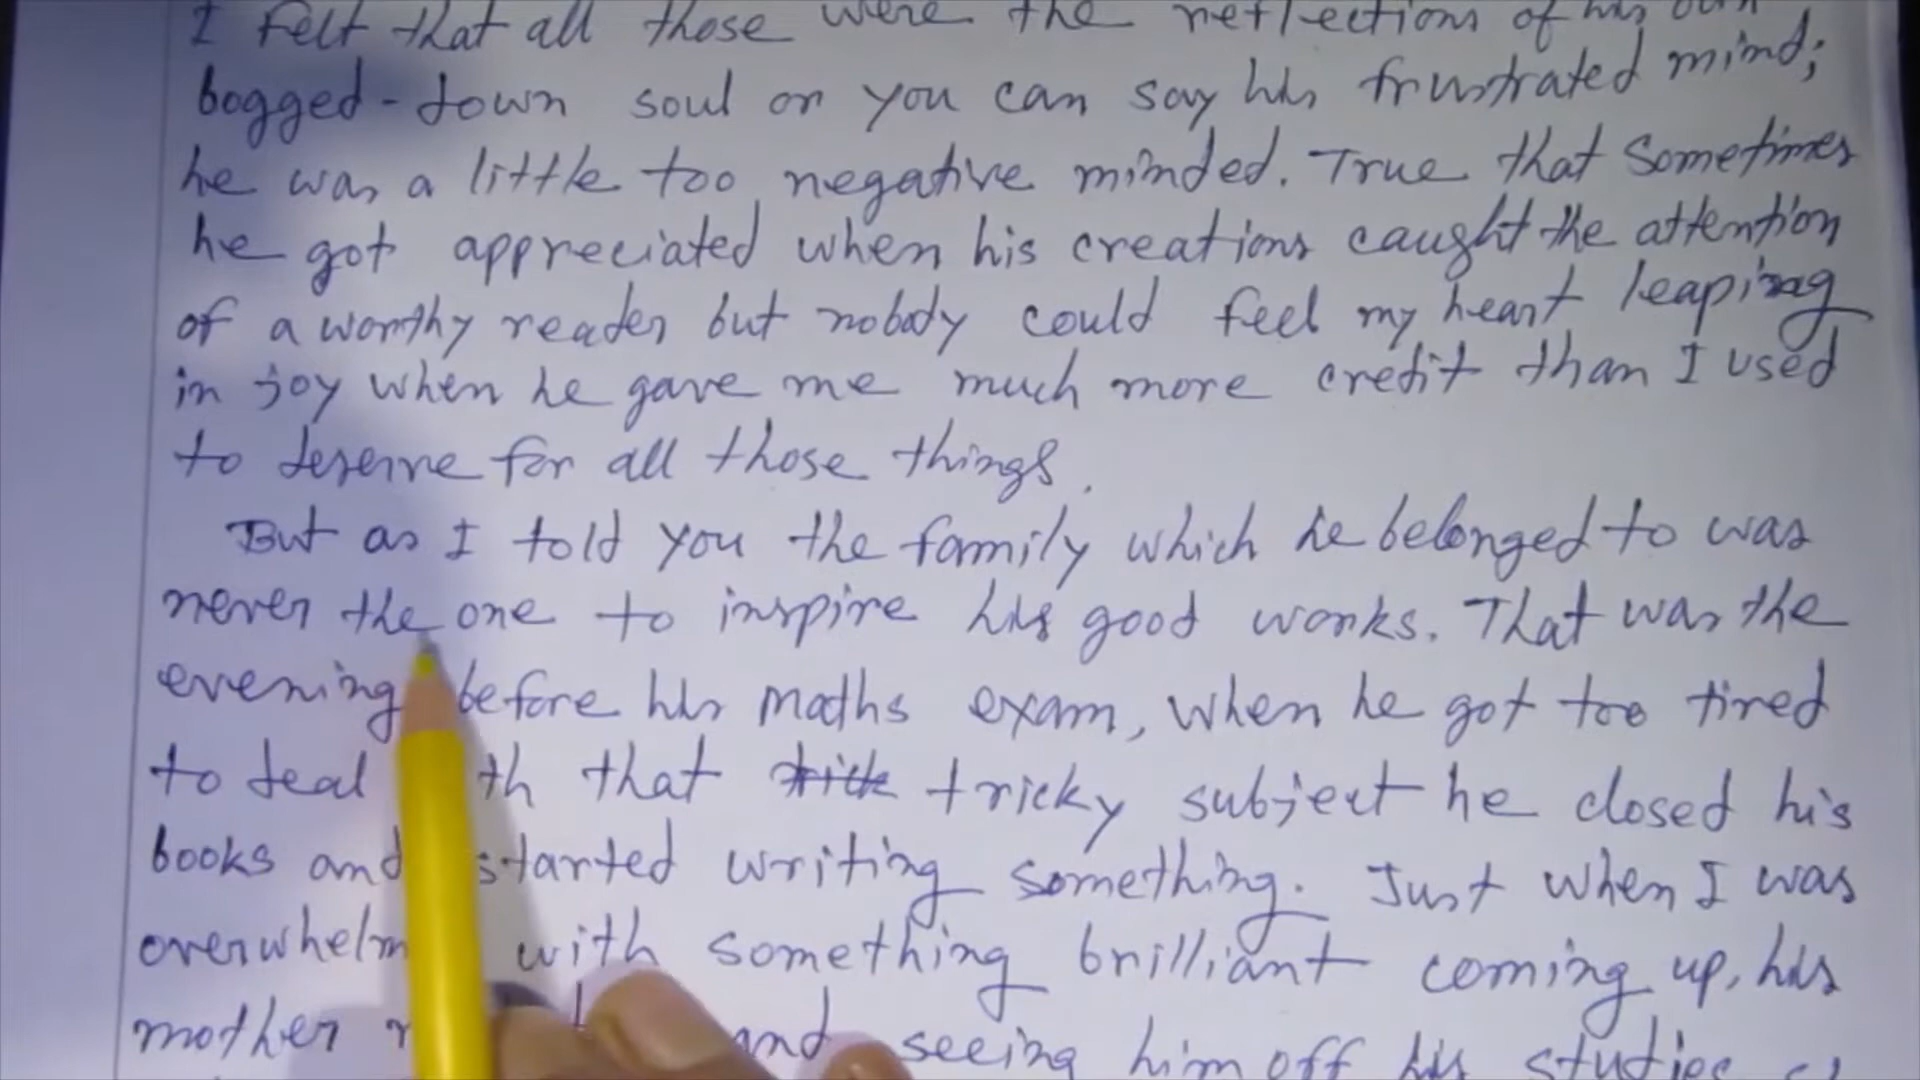 I felt that all those were the reflections of his own
bogged-down soul or you can say his frustrated mind;
he was a little too negative minded. True that sometimes
he got appreciated when his creations caught the attention
of a worthy reader but nobody could feel my heart leaping
in joy when he gave me much more credit than I used
to deserve for all those things.
But as I told you the family which he belonged to was
never the one to inspire his good works. That was the
evening before his maths exam, when he got too tired
to deal th that tricky subject he closed his
books and started writing something. Just when I was
overwhelm with something brilliant coming up, his
mother and seeing him off his studies